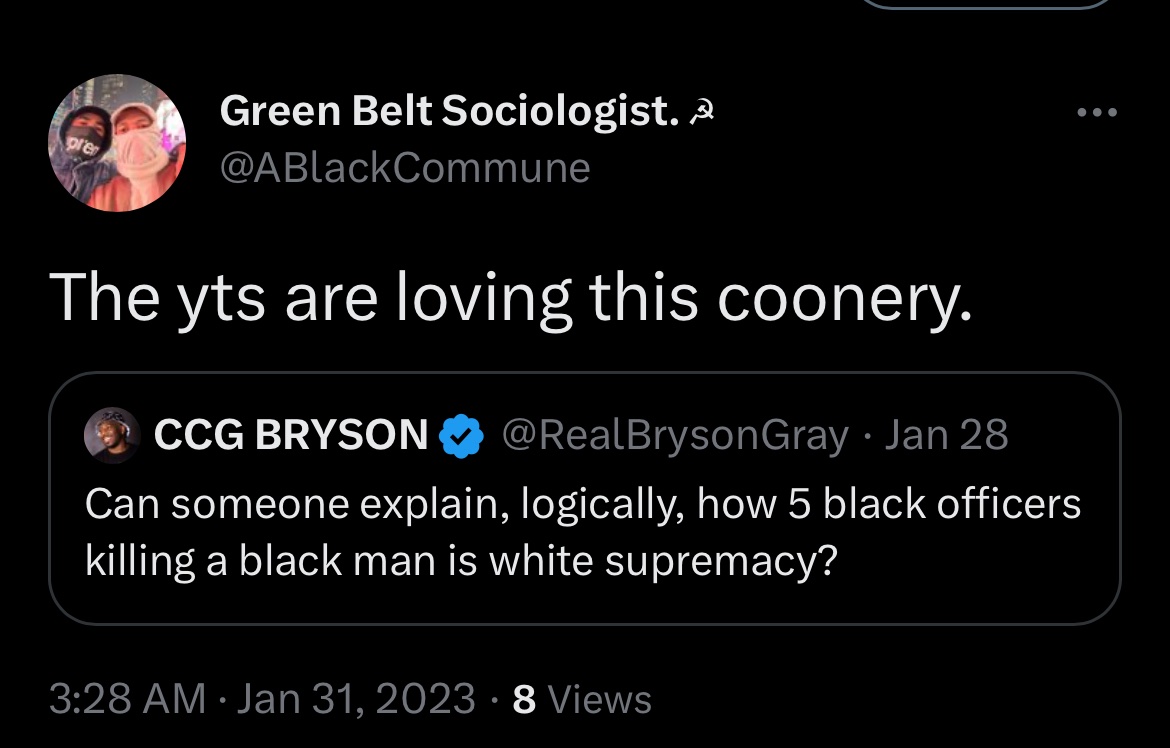 Green Belt Sociologist. ☭
@ABlackCommune
The yts are loving this coonery.
CCG BRYSON @RealBrysonGray · Jan 28
Can someone explain, logically, how 5 black officers
killing a black man is white supremacy?
3:28 AM · Jan 31, 2023 · 8 Views